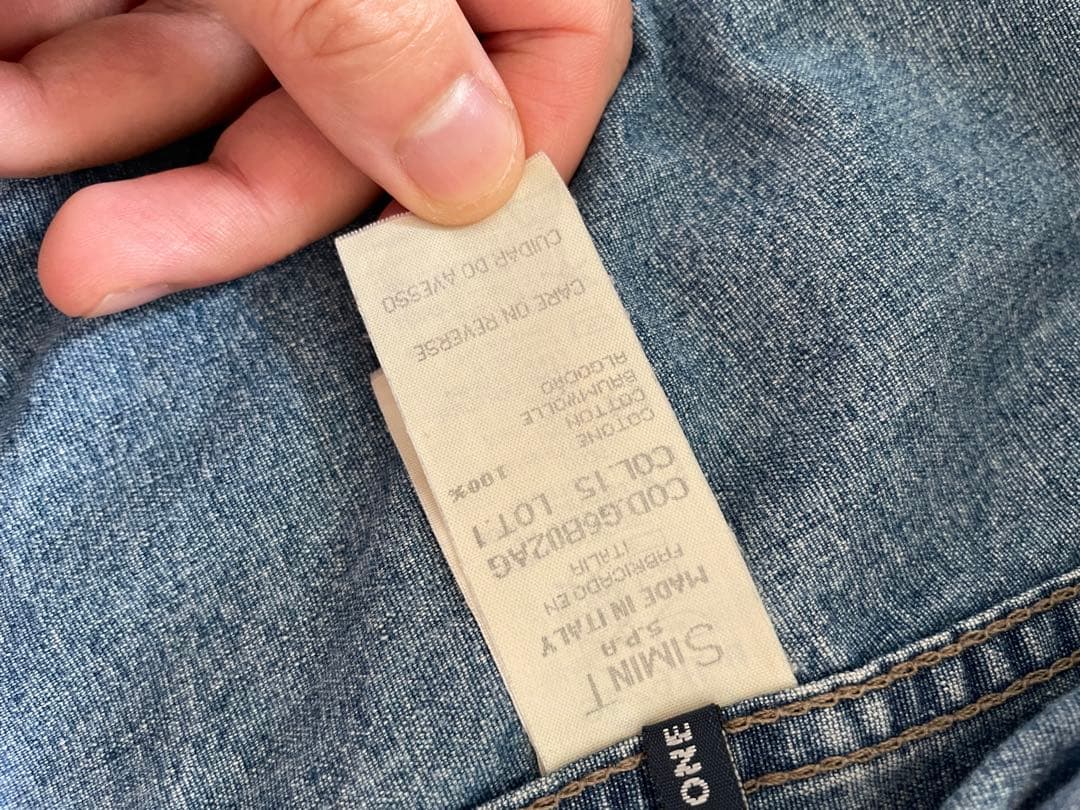 SIMINT
S.P.A
MADE IN ITALY
FABRICADO EN
ITALIA
COD.G6B02AG
COL.15 LOT.1
100%
COTONE
COTTON
BAUMWOLLE
ALGODRO
CARE ON REVERSE
CUIDAR DO AVESSO
ONE